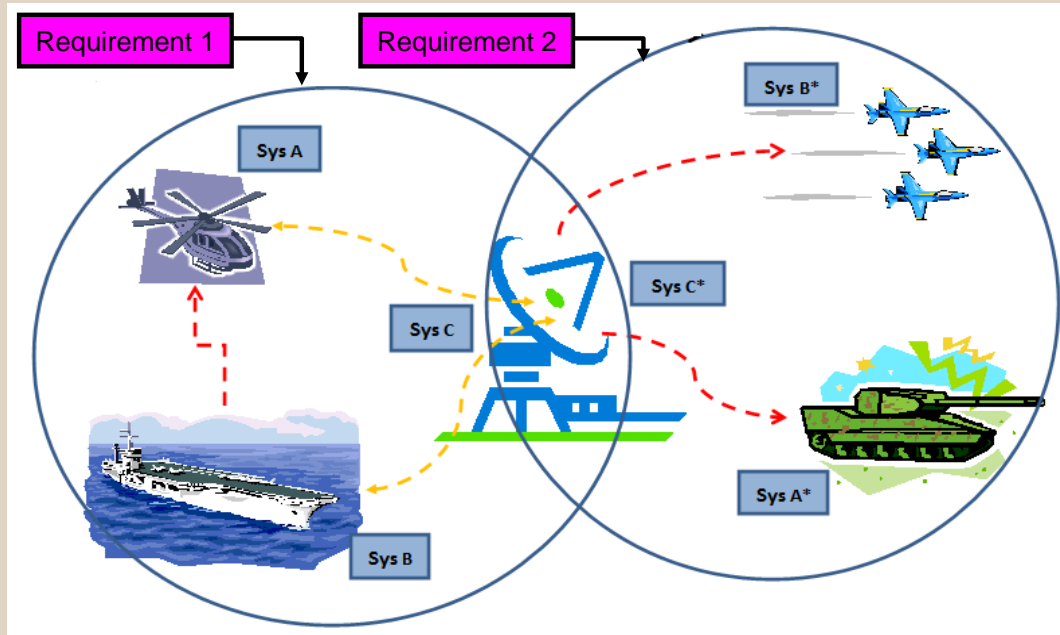 Requirement 1
Requirement 2
Sys B*
Sys A
Sys C*
Sys C
Sys A*
Sys B